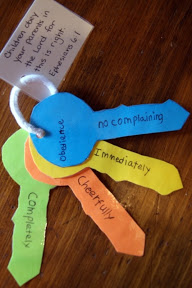 Children obey
your parents in
the Lord for
this is right.
Ephesians 6:1
Obedience
no complaining
Immediately
Cheerfully
Completely